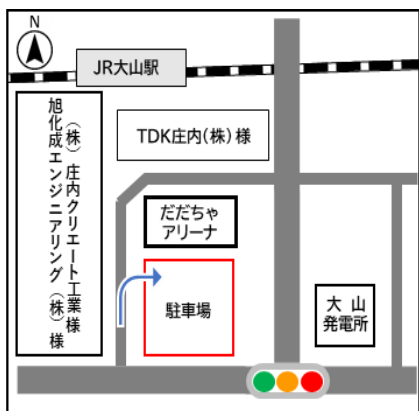 N
JR大山駅
TDK庄内(株)様
(株)庄内クリエート工業様
旭化成エンジニアリング(株)様
だだちゃ
アリーナ
駐車場
大山
発電所